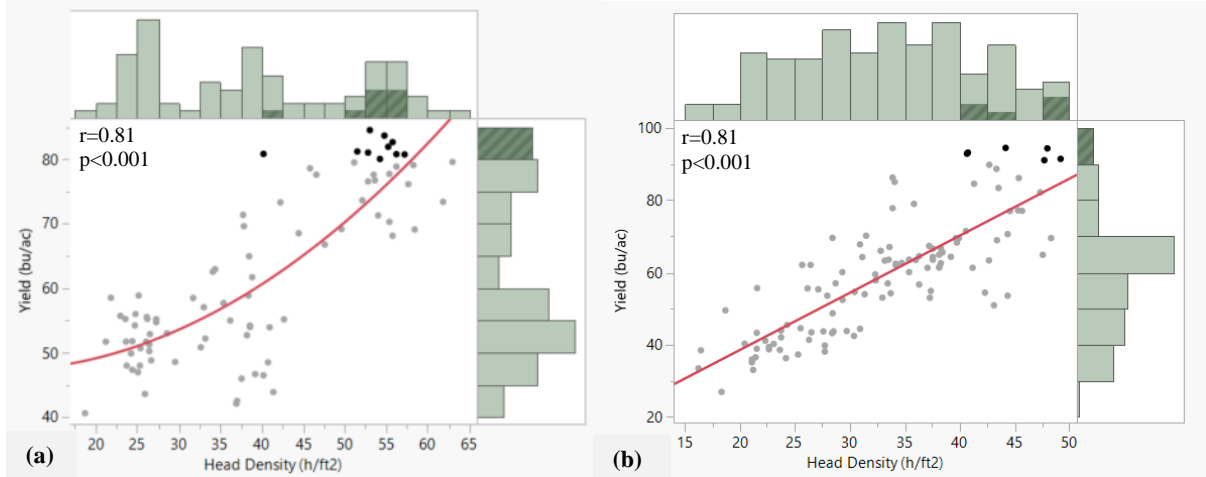 r=0.81
p<0.001
80
70
60
50
40
Yield (bu/ac)
20 25 30 35 40 45 50 55 60 65
Head Density (h/ft2)
(a)
r=0.81
p<0.001
100
80
60
40
20
Yield (bu/ac)
15 20 25 30 35 40 45 50
Head Density (h/ft2)
(b)